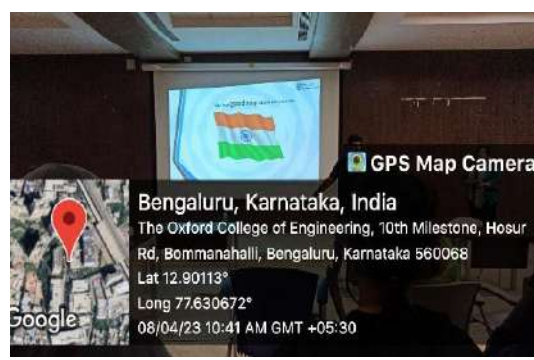 GPS Map Camera
Bengaluru, Karnataka, India
The Oxford College of Engineering, 10th Milestone, Hosur
Rd, Bommanahalli, Bengaluru, Karnataka 560068
Lat 12.90113°
Long 77.630672°
08/04/23 10:41 AM GMT +05:30
Google